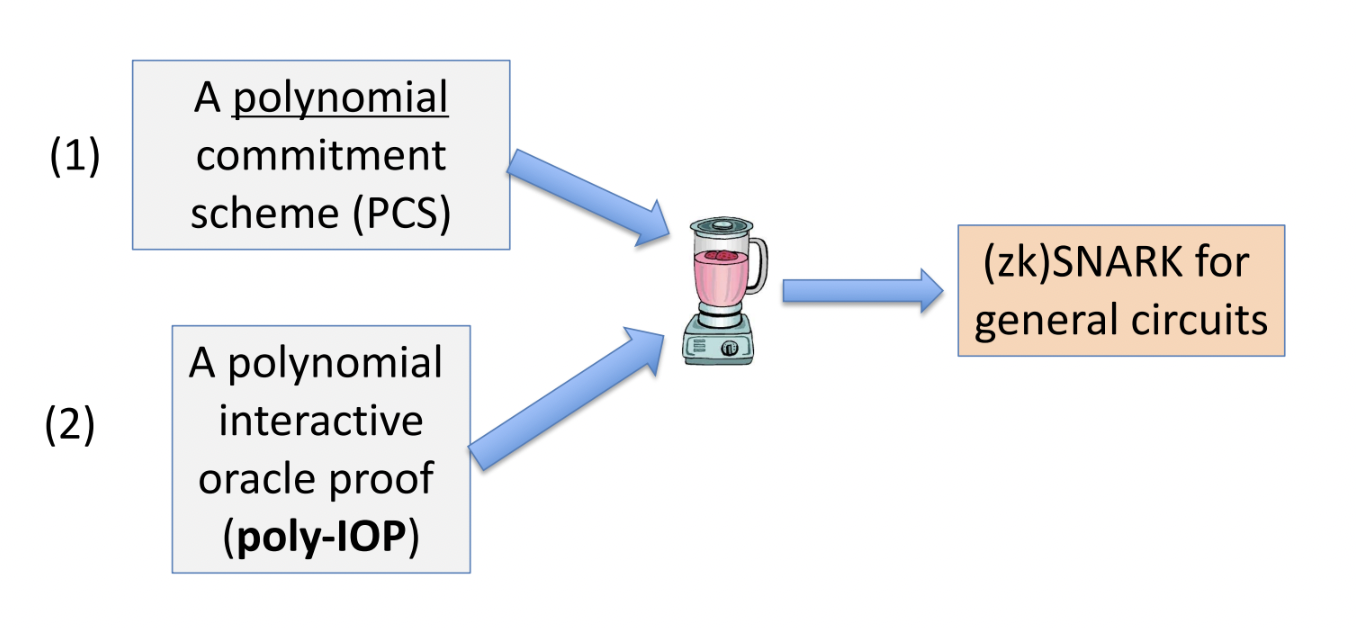 (1)
A polynomial
commitment
scheme (PCS)
(2)
A polynomial
interactive
oracle proof
(poly-IOP)
(zk)SNARK for
general circuits